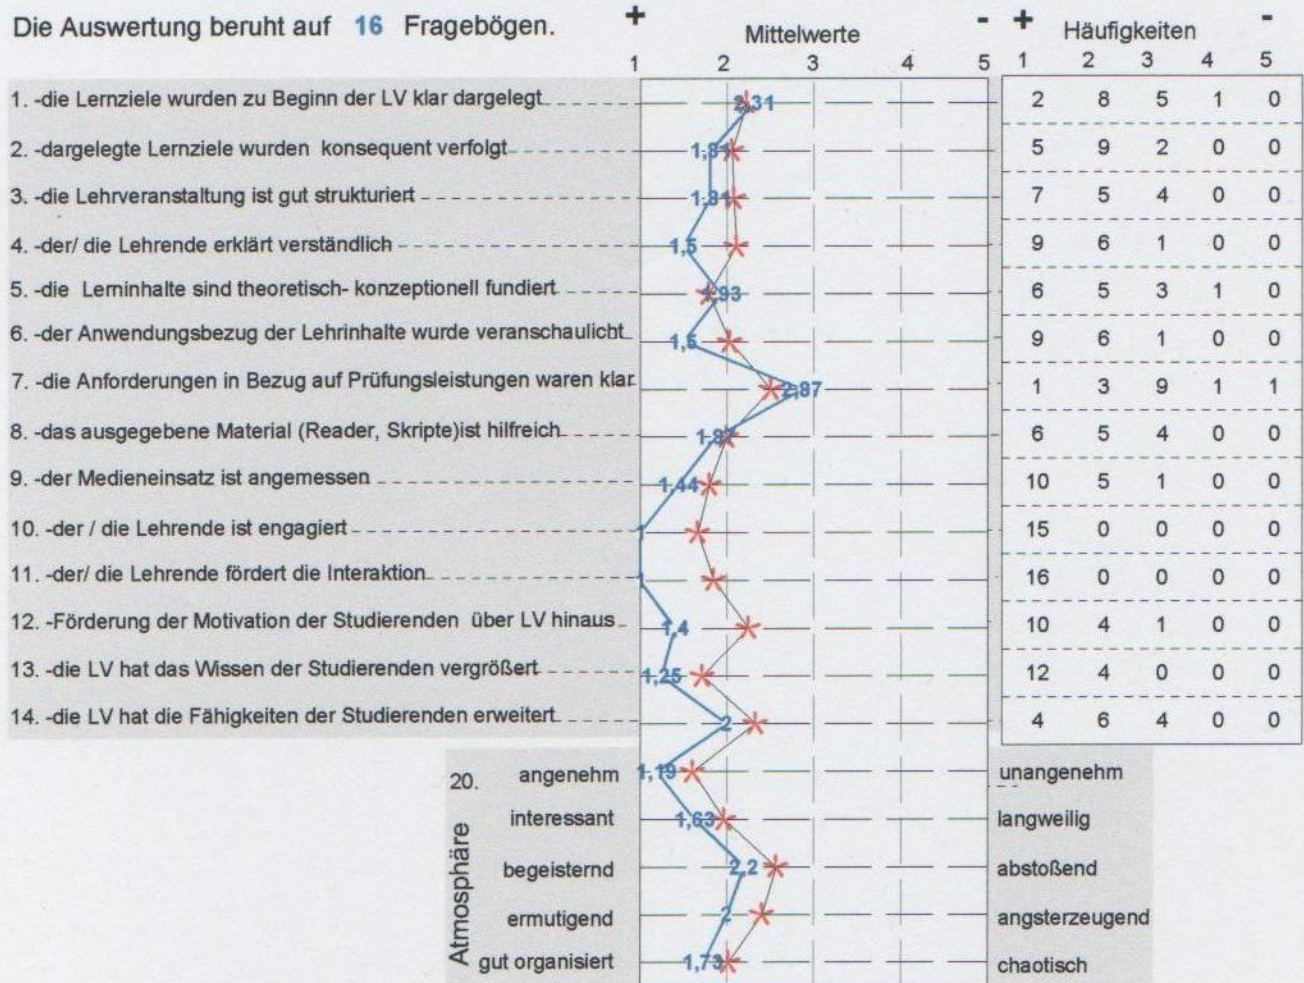 Die Auswertung beruht auf 16 Fragebögen.
+ Mittelwerte - + Häufigkeiten -
1 2 3 4 5 1 2 3 4 5
1. -die Lernziele wurden zu Beginn der LV klar dargelegt 2,31 2 8 5 1 0
2. -dargelegte Lernziele wurden konsequent verfolgt 1,81 5 9 2 0 0
3. -die Lehrveranstaltung ist gut strukturiert 1,81 7 5 4 0 0
4. -der/ die Lehrende erklärt verständlich 1,5 9 6 1 0 0
5. -die Lerninhalte sind theoretisch- konzeptionell fundiert 1,93 6 5 3 1 0
6. -der Anwendungsbezug der Lehrinhalte wurde veranschaulicht 1,5 9 6 1 0 0
7. -die Anforderungen in Bezug auf Prüfungsleistungen waren klar 2,87 1 3 9 1 1
8. -das ausgegebene Material (Reader, Skripte)ist hilfreich 1,87 6 5 4 0 0
9. -der Medieneinsatz ist angemessen 1,44 10 5 1 0 0
10. -der / die Lehrende ist engagiert 1 15 0 0 0 0
11. -der/ die Lehrende fördert die Interaktion 1 16 0 0 0 0
12. -Förderung der Motivation der Studierenden über LV hinaus 1,4 10 4 1 0 0
13. -die LV hat das Wissen der Studierenden vergrößert 1,25 12 4 0 0 0
14. -die LV hat die Fähigkeiten der Studierenden erweitert 2 4 6 4 0 0
20. Atmosphäre
angenehm 1,19 unangenehm
interessant 1,63 langweilig
begeisternd 2,2 abstoßend
ermutigend 2 angsterzeugend
gut organisiert 1,73 chaotisch